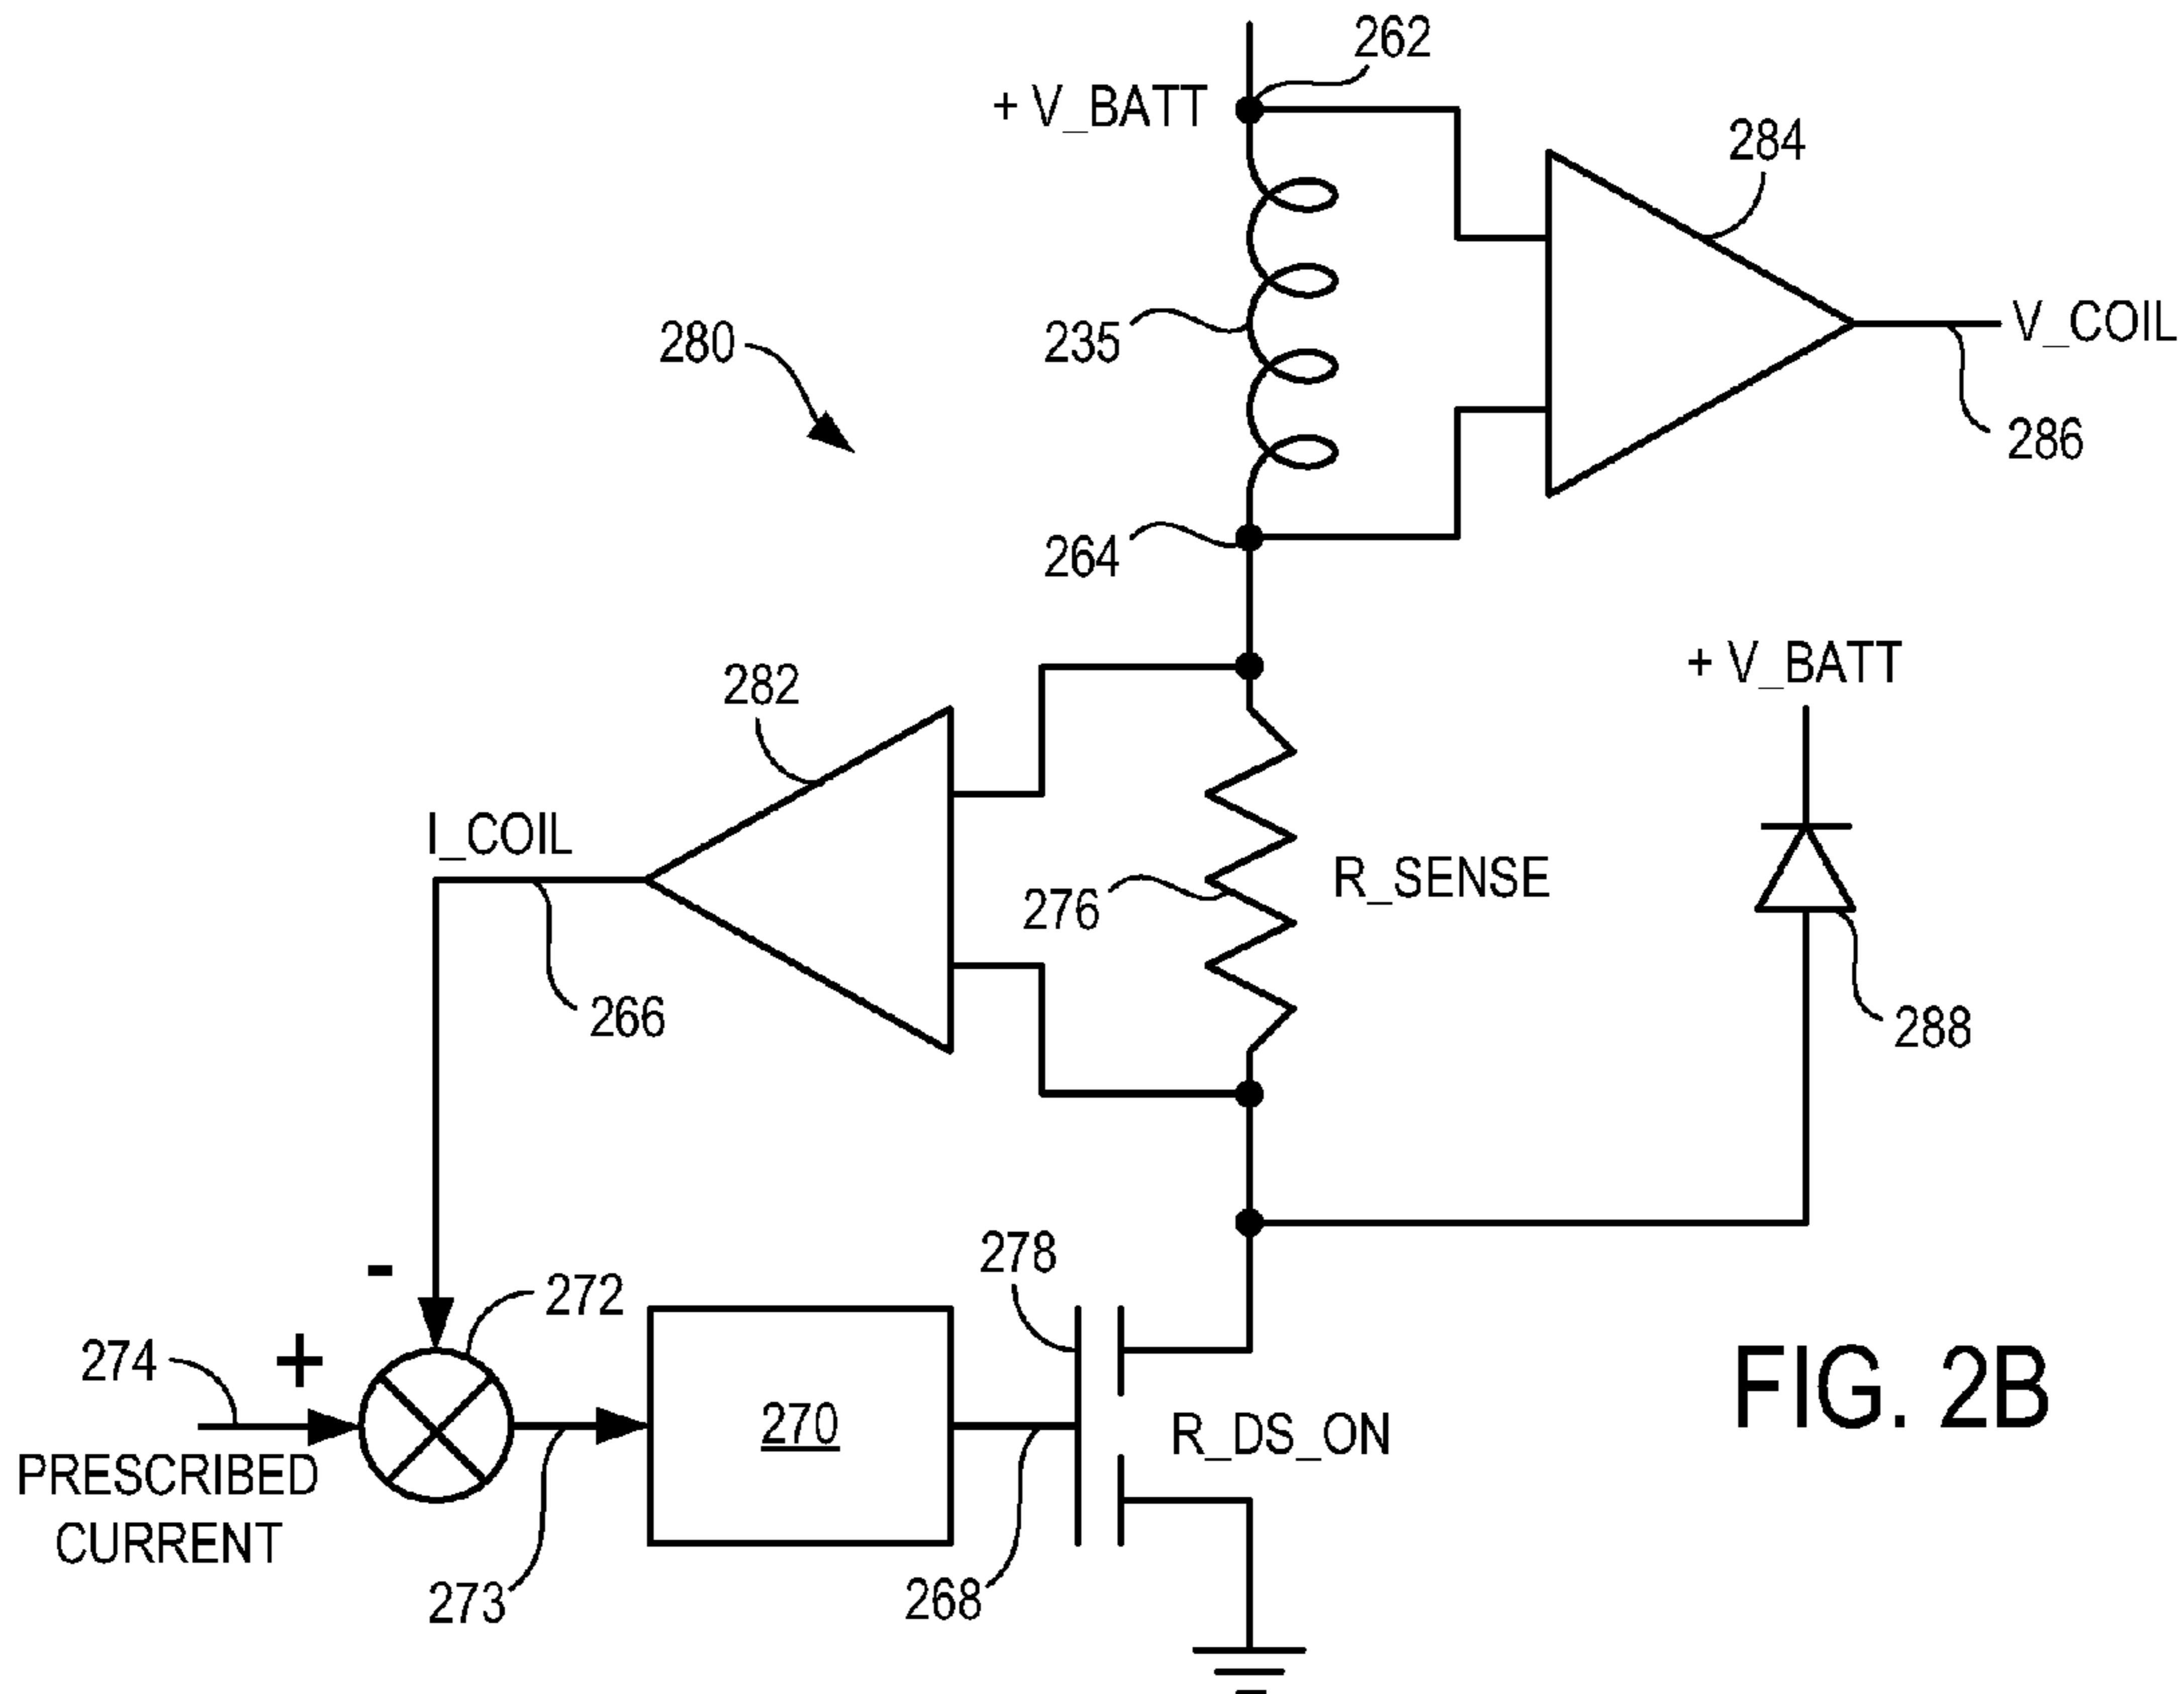 262
+ V_BATT
284
280
235
V_COIL
286
264
+ V_BATT
282
I_COIL
R_SENSE
276
266
288
278
-
272
274
+
270
FIG. 2B
R_DS_ON
PRESCRIBED
CURRENT
273
268